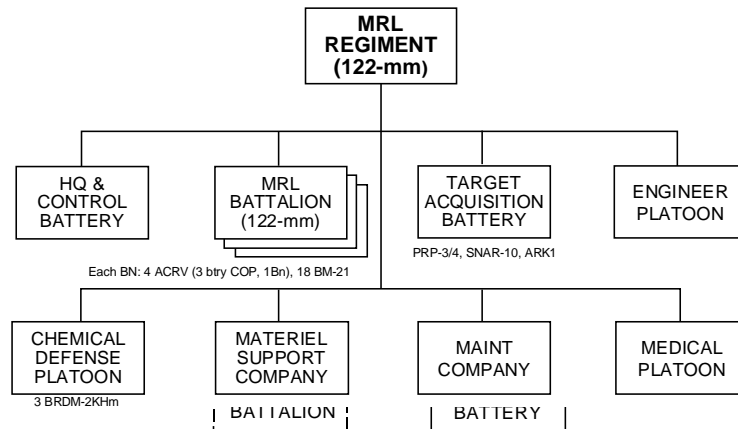 MRL
REGIMENT
(122-mm)
HQ &
CONTROL
BATTERY
MRL
BATTALION
(122-mm)
TARGET
ACQUISITION
BATTERY
ENGINEER
PLATOON
Each BN: 4 ACRV (3 btry COP, 1Bn), 18 BM-21
PRP-3/4, SNAR-10, ARK1
CHEMICAL
DEFENSE
PLATOON
MATERIEL
SUPPORT
COMPANY
MAINT
COMPANY
MEDICAL
PLATOON
3 BRDM-2KHm
BATTALION
BATTERY